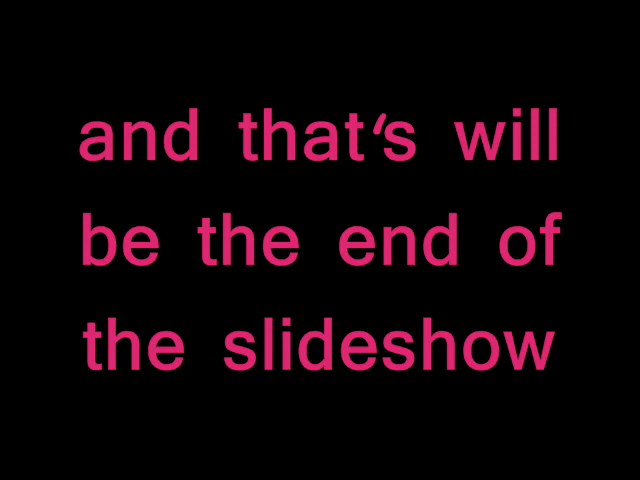 and that's will
be the end of
the slideshow